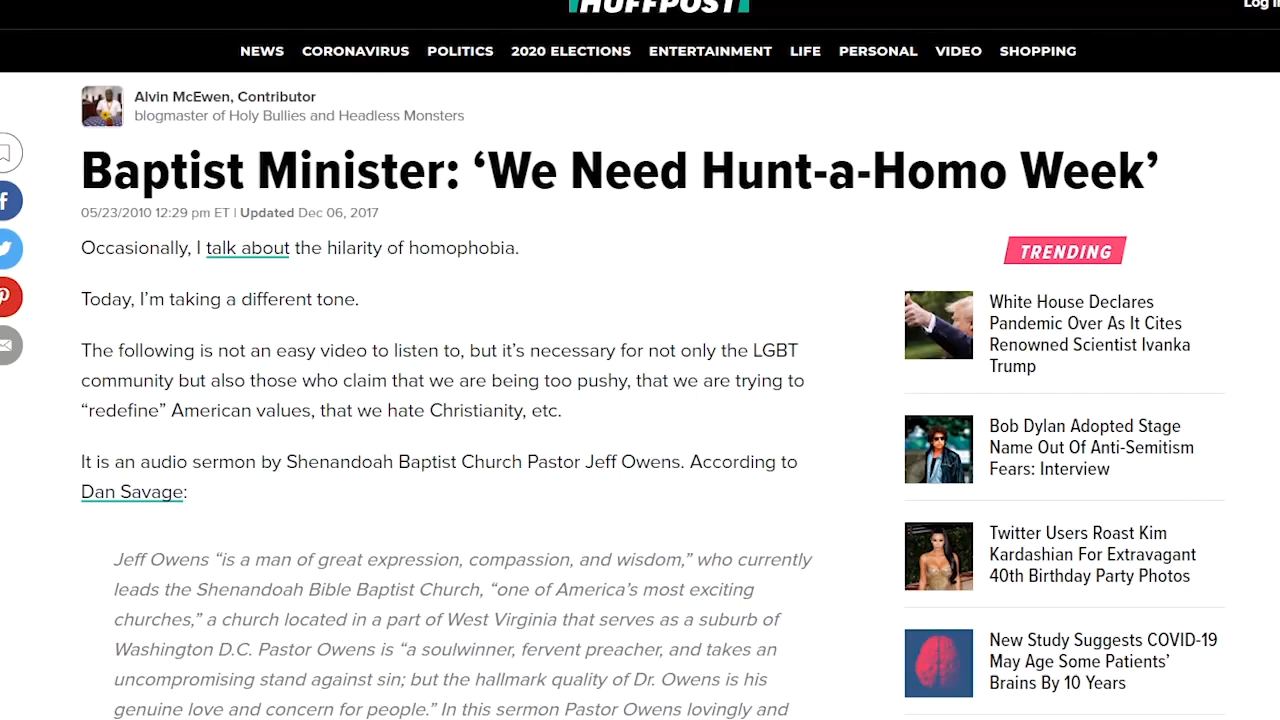 HUFFPOST
Log I
NEWS CORONAVIRUS POLITICS 2020 ELECTIONS ENTERTAINMENT LIFE PERSONAL VIDEO SHOPPING
Alvin McEwen, Contributor
blogmaster of Holy Bullies and Headless Monsters
Baptist Minister: ‘We Need Hunt-a-Homo Week’
05/23/2010 12:29 pm ET | Updated Dec 06, 2017
Occasionally, I talk about the hilarity of homophobia.
Today, I’m taking a different tone.
The following is not an easy video to listen to, but it’s necessary for not only the LGBT
community but also those who claim that we are being too pushy, that we are trying to
“redefine” American values, that we hate Christianity, etc.
It is an audio sermon by Shenandoah Baptist Church Pastor Jeff Owens. According to
Dan Savage:
Jeff Owens “is a man of great expression, compassion, and wisdom,” who currently
leads the Shenandoah Bible Baptist Church, “one of America’s most exciting
churches,” a church located in a part of West Virginia that serves as a suburb of
Washington D.C. Pastor Owens is “a soulwinner, fervent preacher, and takes an
uncompromising stand against sin; but the hallmark quality of Dr. Owens is his
genuine love and concern for people.” In this sermon Pastor Owens lovingly and
TRENDING
White House Declares
Pandemic Over As It Cites
Renowned Scientist Ivanka
Trump
Bob Dylan Adopted Stage
Name Out Of Anti-Semitism
Fears: Interview
Twitter Users Roast Kim
Kardashian For Extravagant
40th Birthday Party Photos
New Study Suggests COVID-19
May Age Some Patients’
Brains By 10 Years